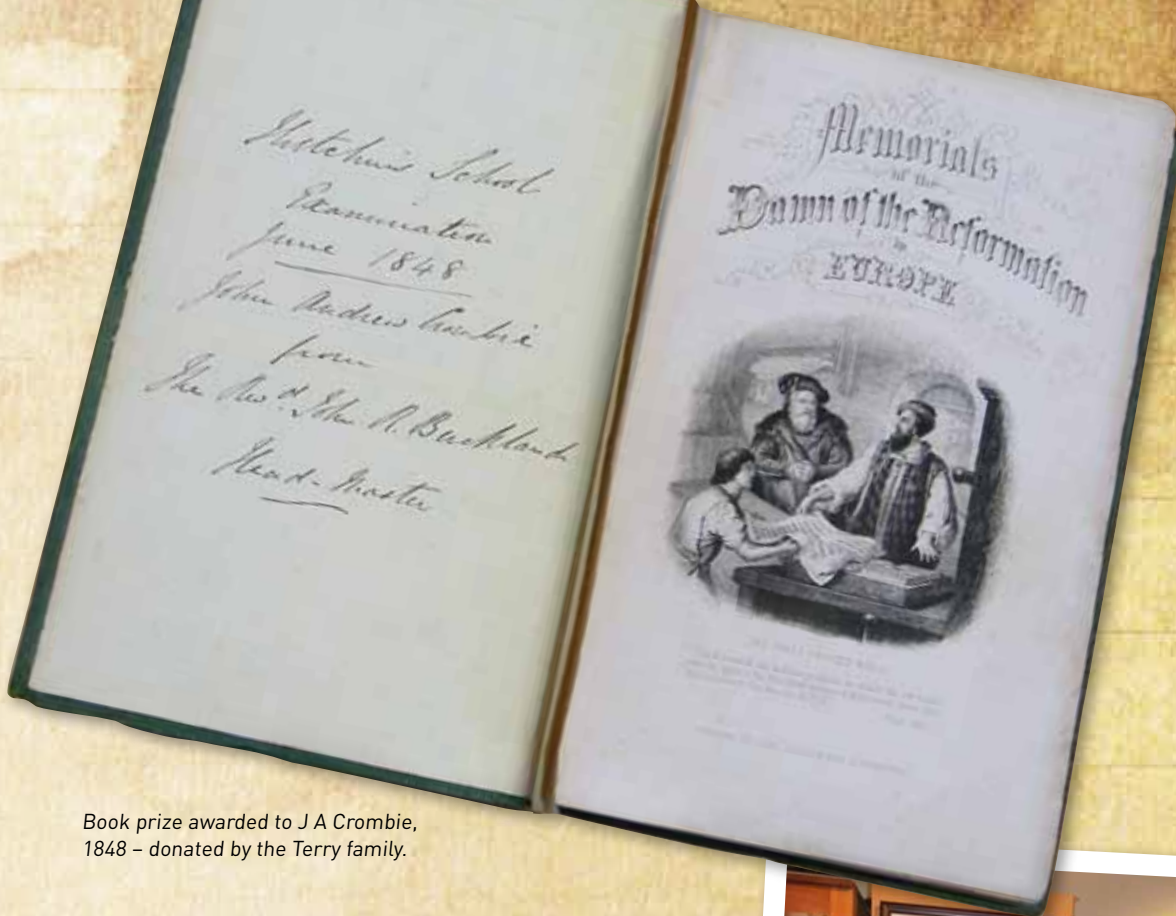 Hutchins School
Examination
June 1848
John Andrew Crombie
from
The Revd. John R. Buckland
Head-Master
Memorials
of the
Dawn of the Reformation
in
EUROPE
Book prize awarded to J A Crombie,
1848 – donated by the Terry family.